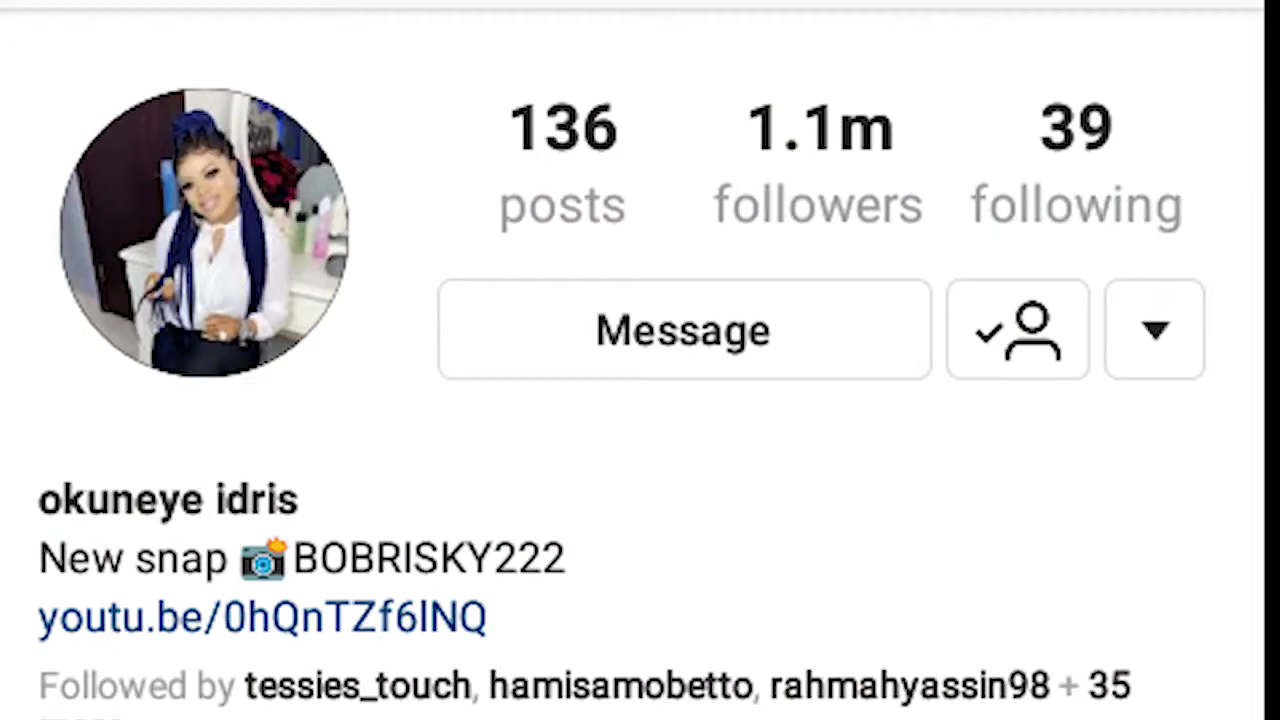 136 1.1m 39
posts followers following
Message
okuneye idris
New snap 📸BOBRISKY222
youtu.be/0hQnTZf6lNQ
Followed by tessies_touch, hamisamobetto, rahmahyassin98 + 35